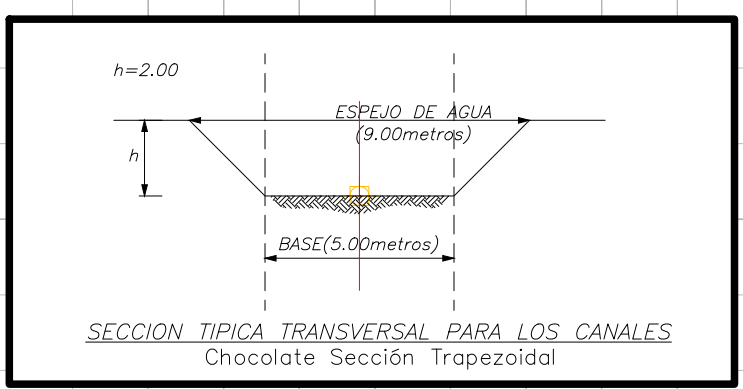 h=2.00
ESPEJO DE AGUA
(9.00metros)
h
BASE(5.00metros)
SECCION TIPICA TRANSVERSAL PARA LOS CANALES
Chocolate Sección Trapezoidal